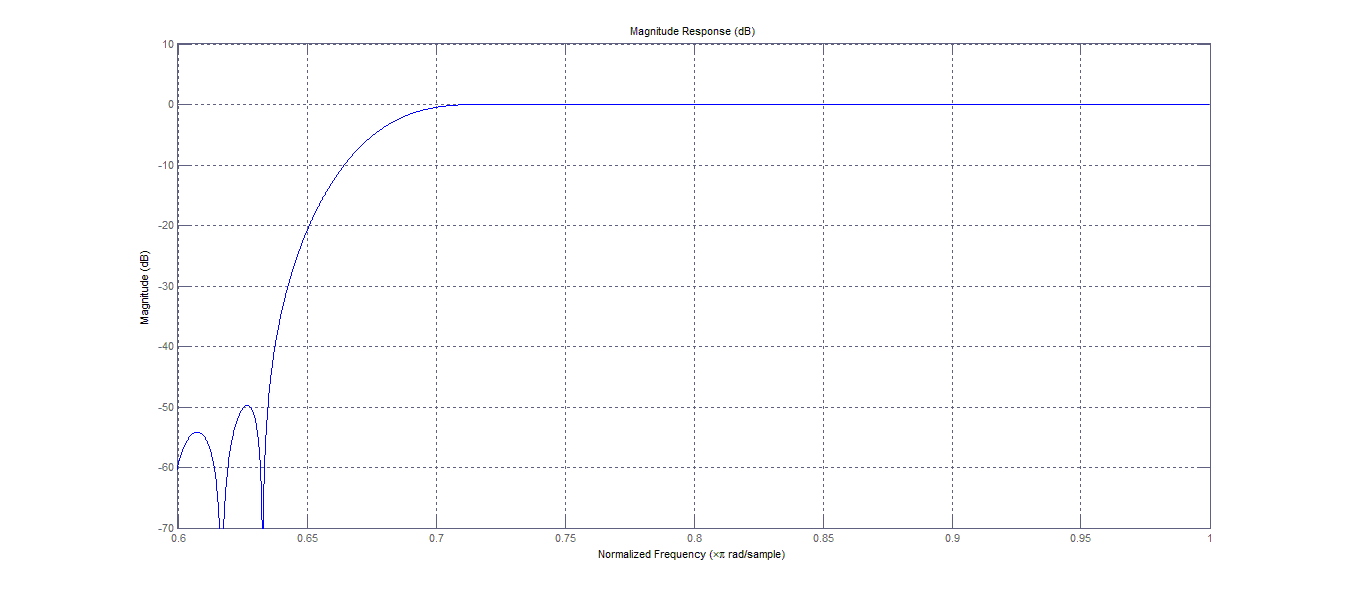 Magnitude Response (dB)
10
0
-10
-20
-30
-40
-50
-60
-70
Magnitude (dB)
0.6 0.65 0.7 0.75 0.8 0.85 0.9 0.95 1
Normalized Frequency (×π rad/sample)